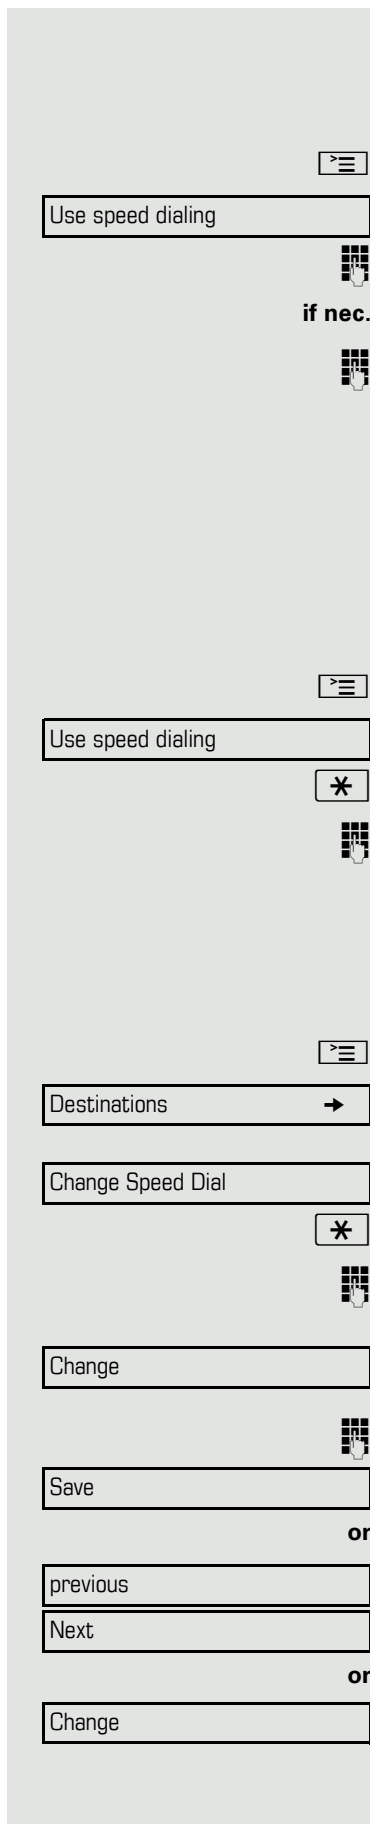 Use speed dialing
if nec.
Use speed dialing
Destinations
Change Speed Dial
Change
Save
or
previous
Next
or
Change